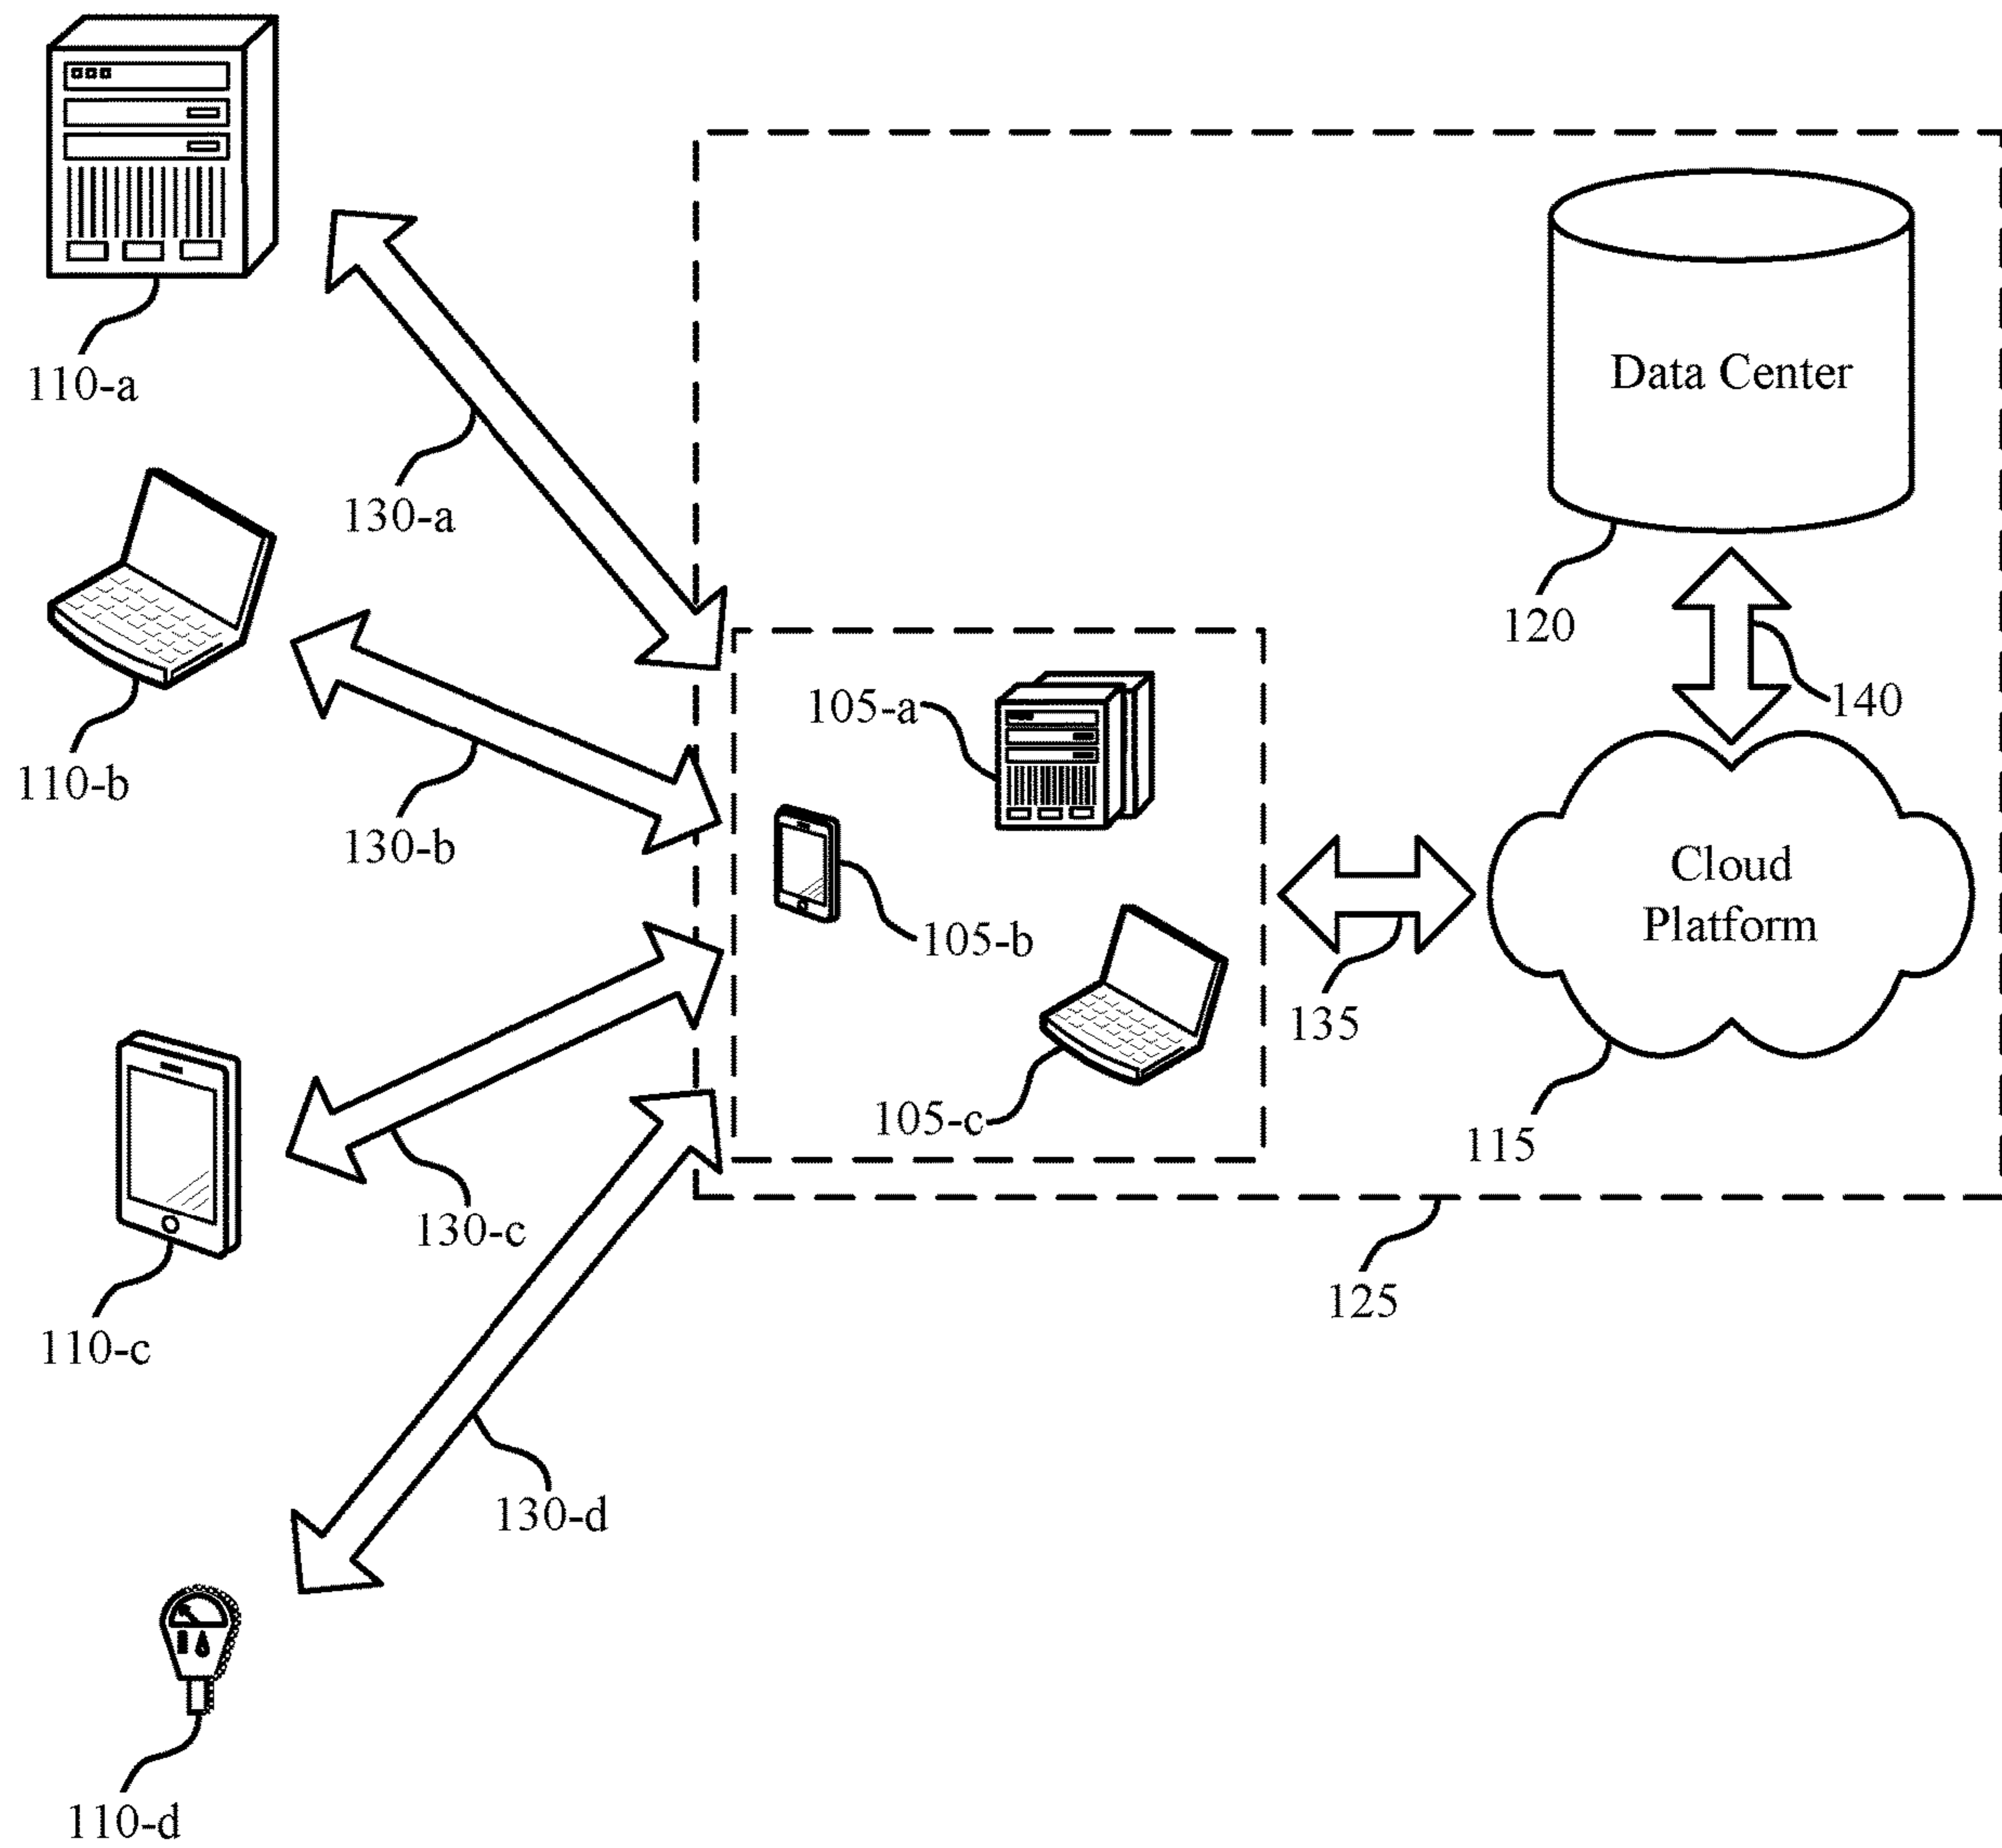 110-a
130-a
Data Center
120
140
110-b
130-b
105-a
105-b
105-c
135
Cloud
Platform
115
110-c
130-c
125
130-d
110-d